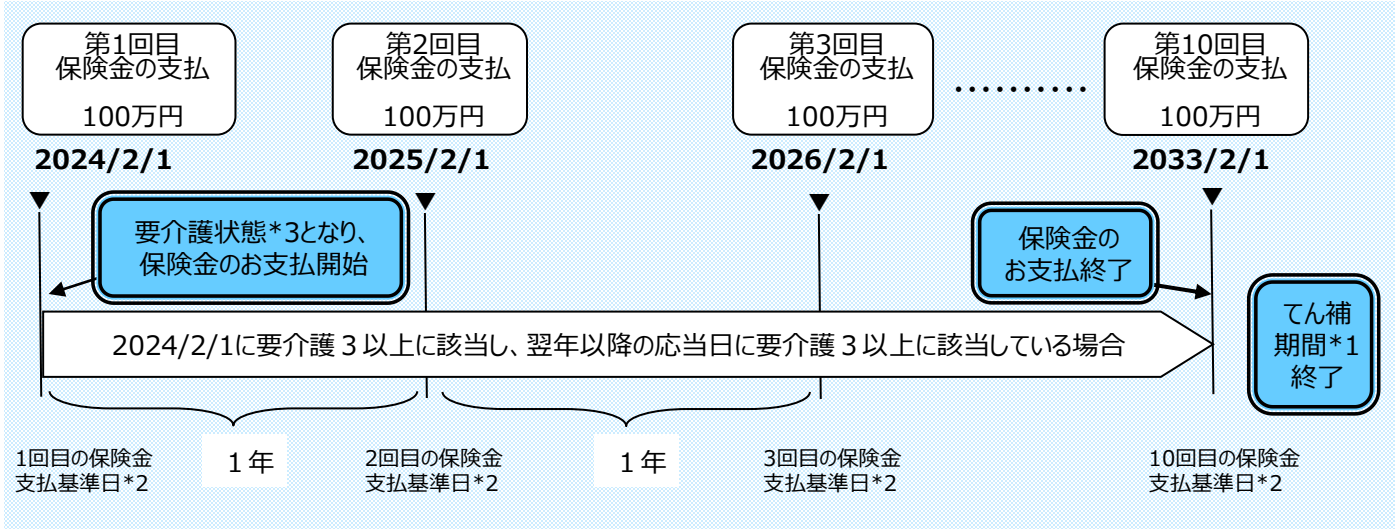 第1回目
保険金の支払
100万円
第2回目
保険金の支払
100万円
第3回目
保険金の支払
100万円
‥‥‥‥‥
第10回目
保険金の支払
100万円
2024/2/1
2025/2/1
2026/2/1
2033/2/1
要介護状態*3となり、
保険金のお支払開始
保険金の
お支払終了
てん補
期間*1
終了
2024/2/1に要介護３以上に該当し、翌年以降の応当日に要介護３以上に該当している場合
1回目の保険金
支払基準日*2
１年
2回目の保険金
支払基準日*2
１年
3回目の保険金
支払基準日*2
10回目の保険金
支払基準日*2